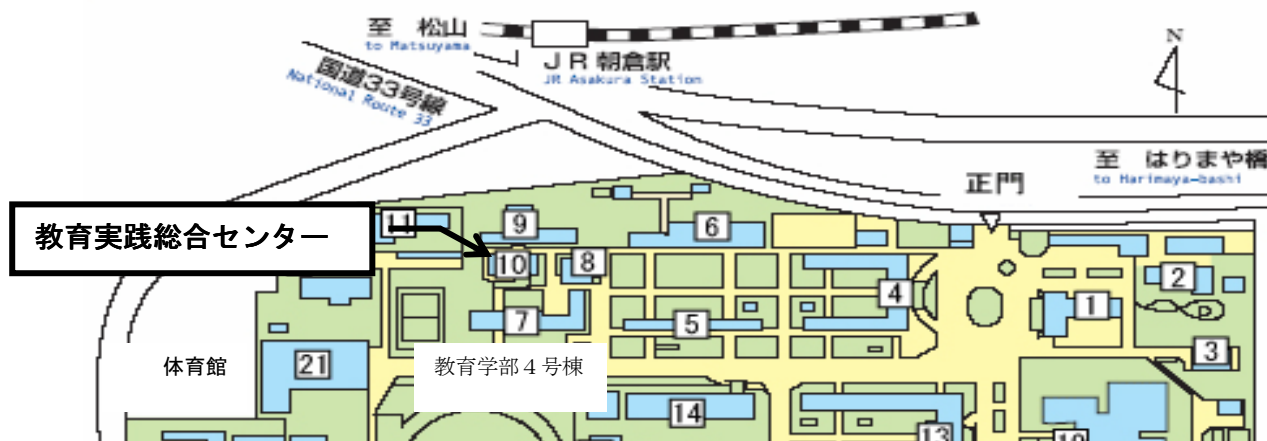 至 松山
to Matsuyama
JR朝倉駅
JR Asakura Station
国道33号線
National Route 33
N
至 はりまや橋
to Harimaya-bashi
正門
教育実践総合センター
11
9
6
10
8
2
4
1
7
5
3
体育館
21
教育学部4号棟
14
13